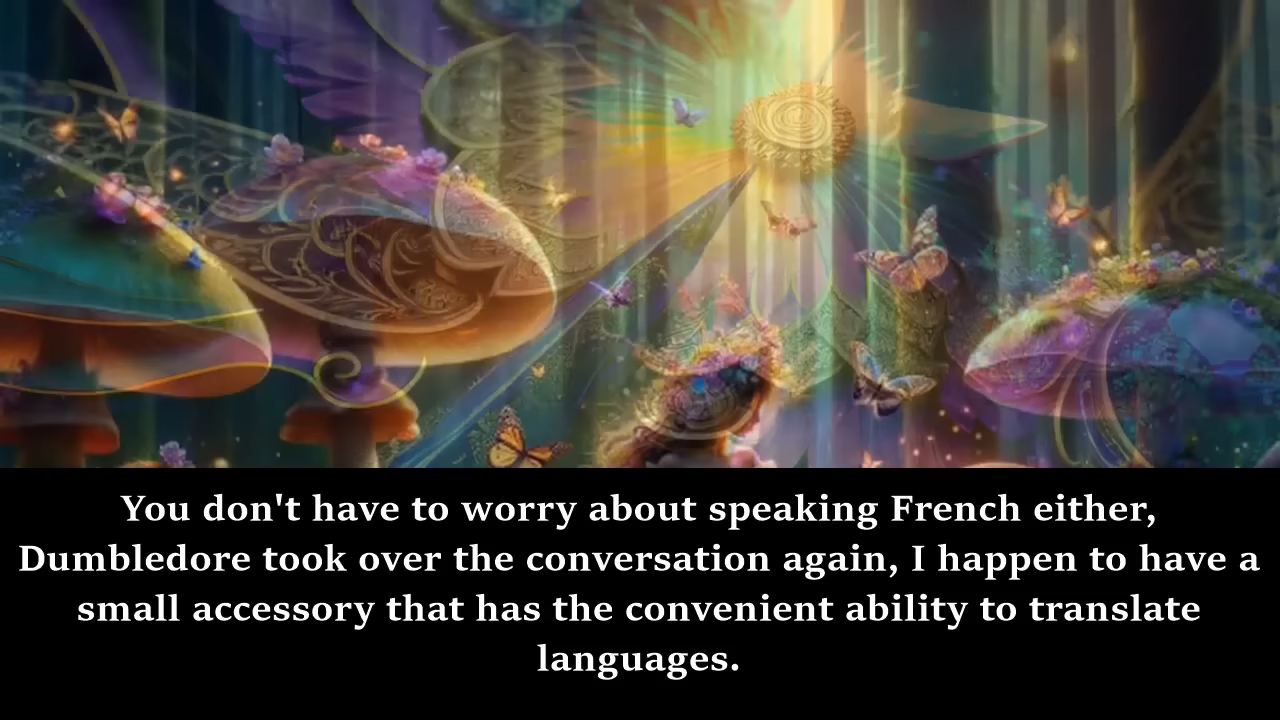 You don't have to worry about speaking French either,
Dumbledore took over the conversation again, I happen to have a
small accessory that has the convenient ability to translate
languages.